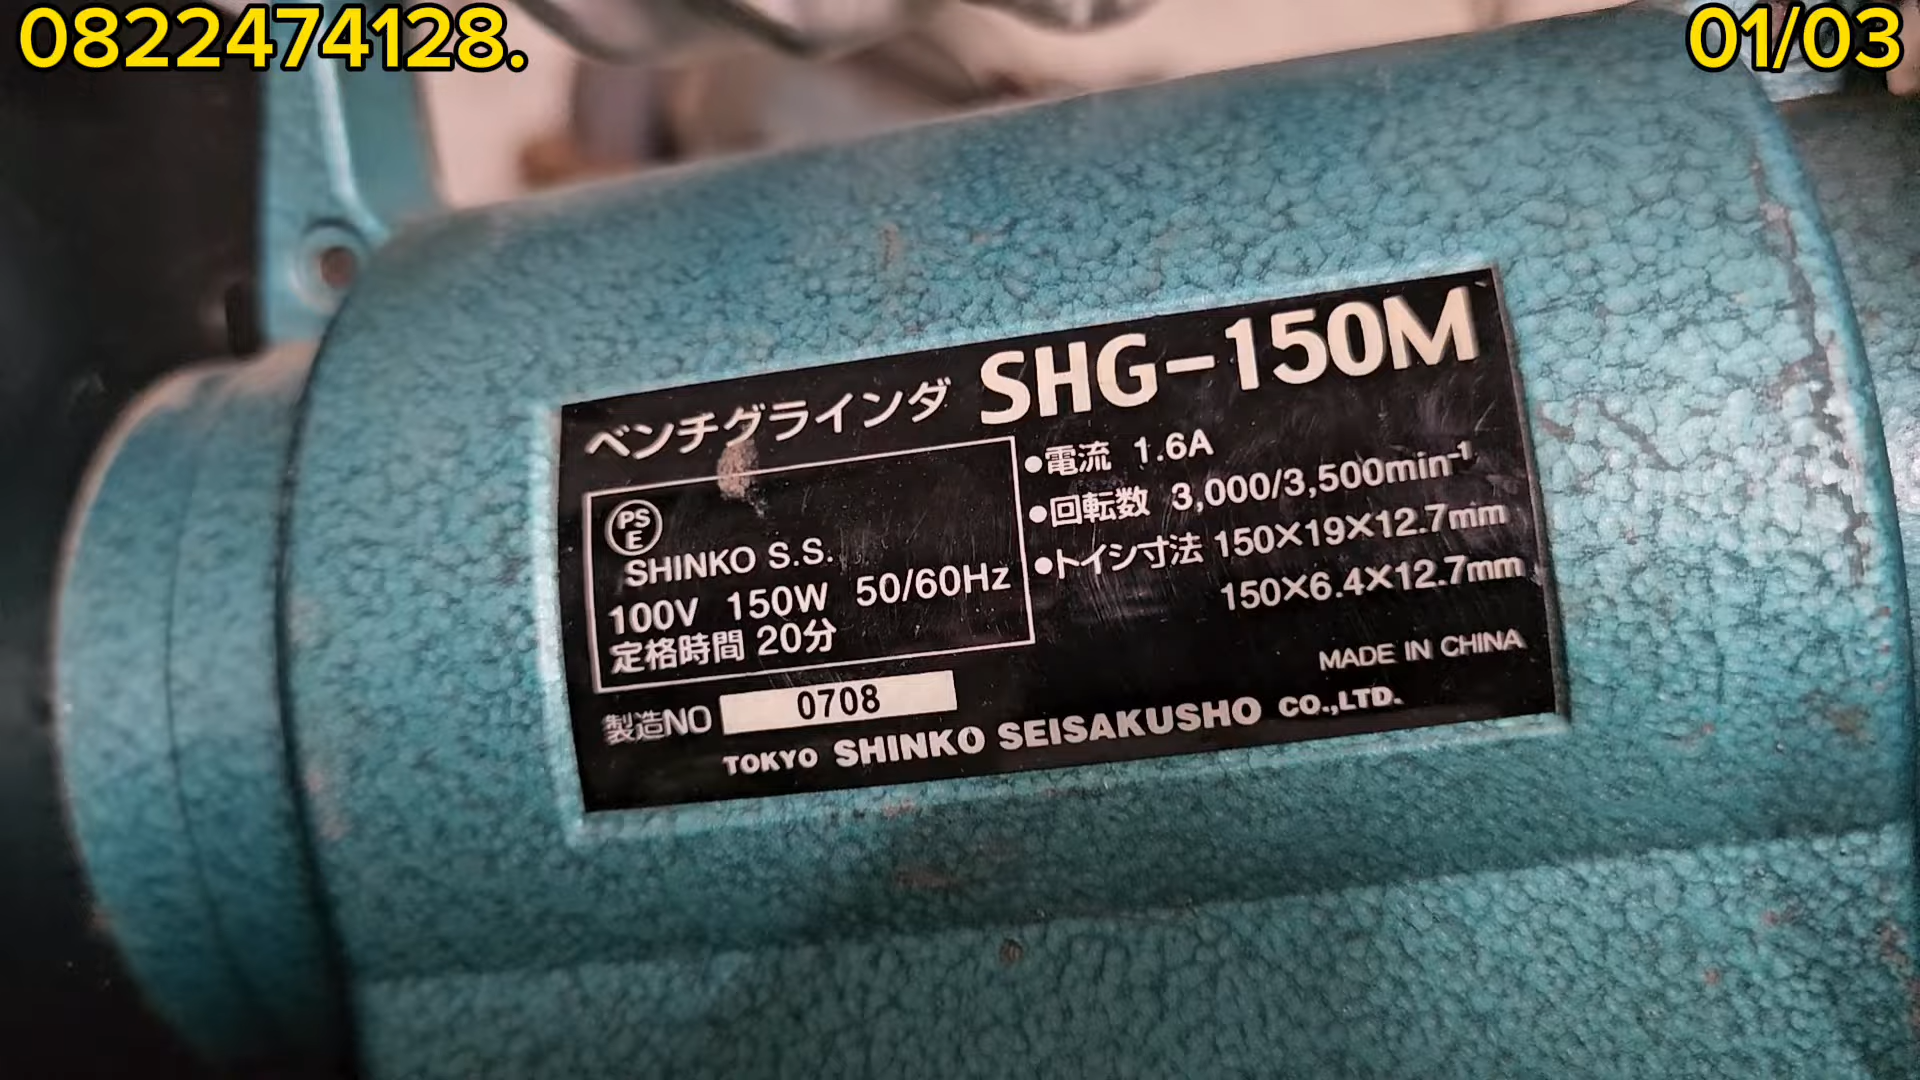 0822474128.
01/03
ベンチグラインダ SHG-150M
PS
E
SHINKO S.S.
100V 150W 50/60Hz
定格時間 20分
●電流 1.6A
●回転数 3,000/3,500min-¹
●トイシ寸法 150×19×12.7mm
150×6.4×12.7mm
MADE IN CHINA
製造NO 0708
TOKYO SHINKO SEISAKUSHO CO.,LTD.